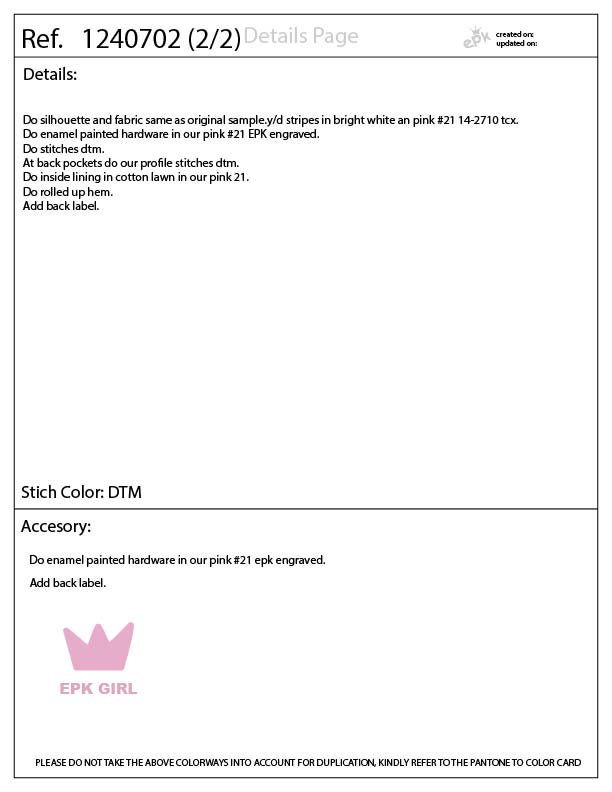 Ref. 1240702 (2/2) Details Page
epk
created on:
updated on:
Details:
Do silhouette and fabric same as original sample.y/d stripes in bright white an pink #21 14-2710 tcx.
Do enamel painted hardware in our pink #21 EPK engraved.
Do stitches dtm.
At back pockets do our profile stitches dtm.
Do inside lining in cotton lawn in our pink 21.
Do rolled up hem.
Add back label.
Stich Color: DTM
Accesory:
Do enamel painted hardware in our pink #21 epk engraved.
Add back label.
EPK GIRL
PLEASE DO NOT TAKE THE ABOVE COLORWAYS INTO ACCOUNT FOR DUPLICATION, KINDLY REFER TO THE PANTONE TO COLOR CARD